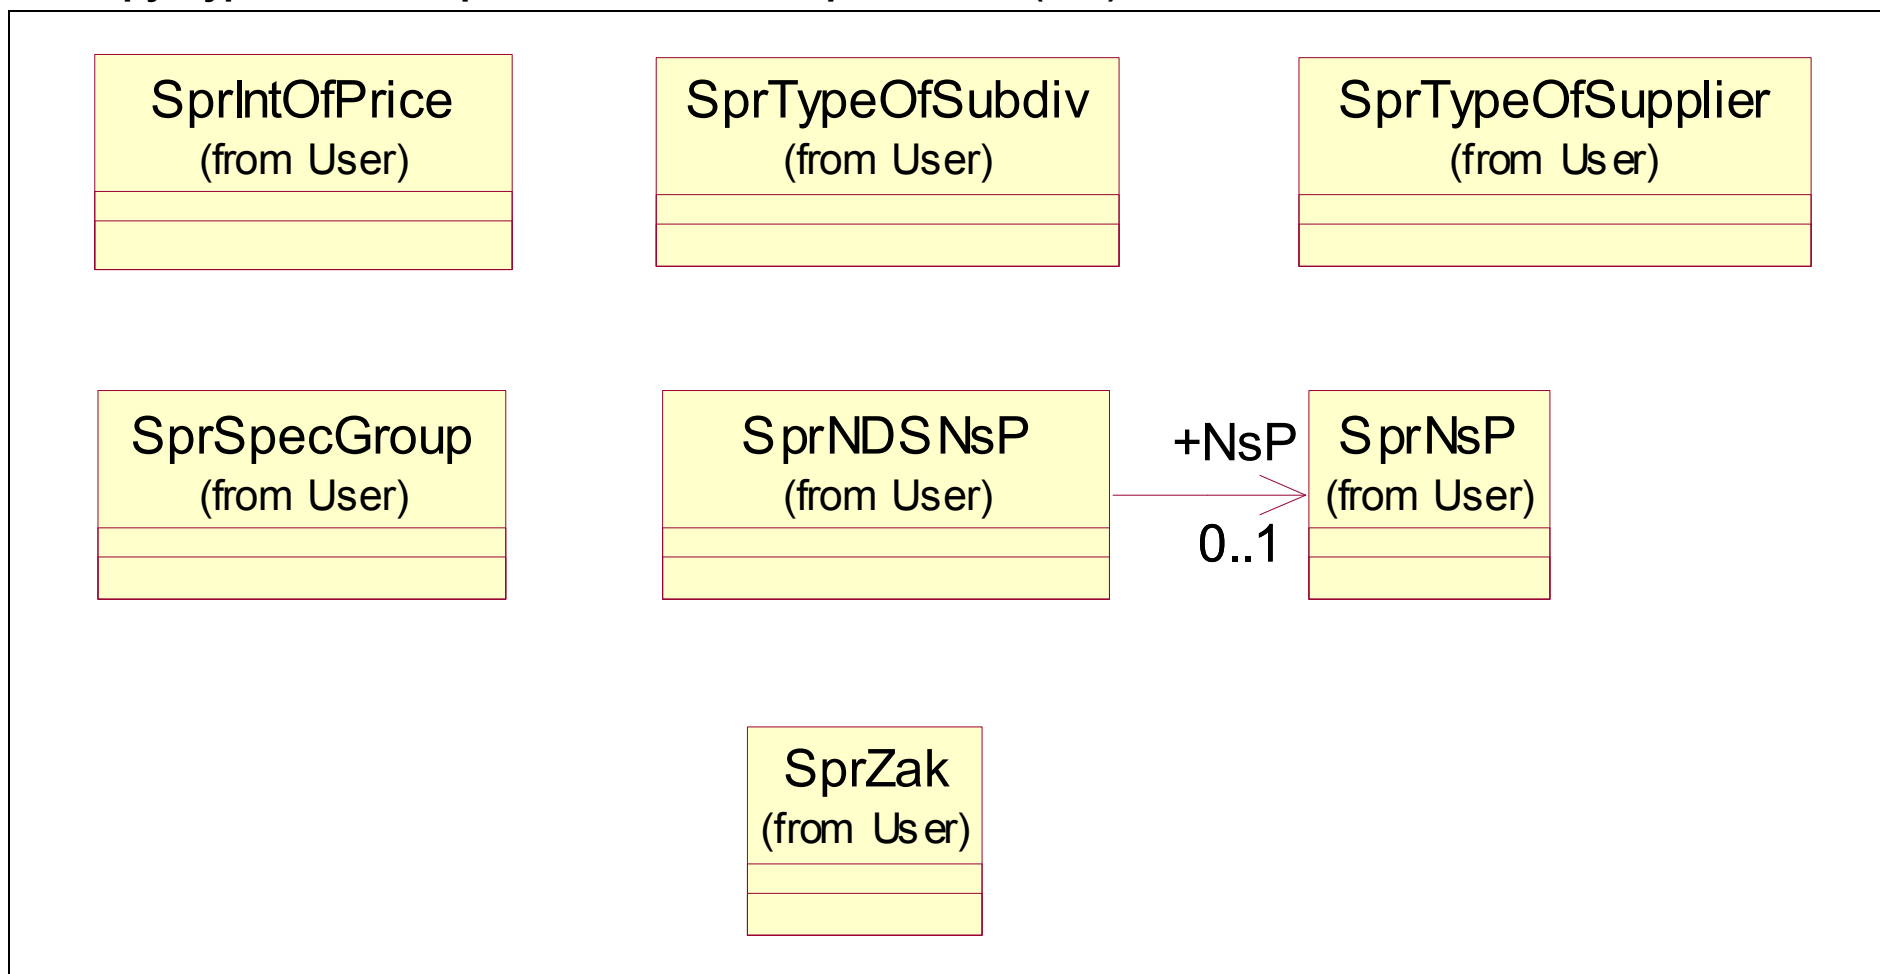 SprIntOfPrice
(from User)
SprTypeOfSubdiv
(from User)
SprTypeOfSupplier
(from User)
SprSpecGroup
(from User)
SprNDSNsP
(from User)
+NsP
0..1
SprNsP
(from User)
SprZak
(from User)